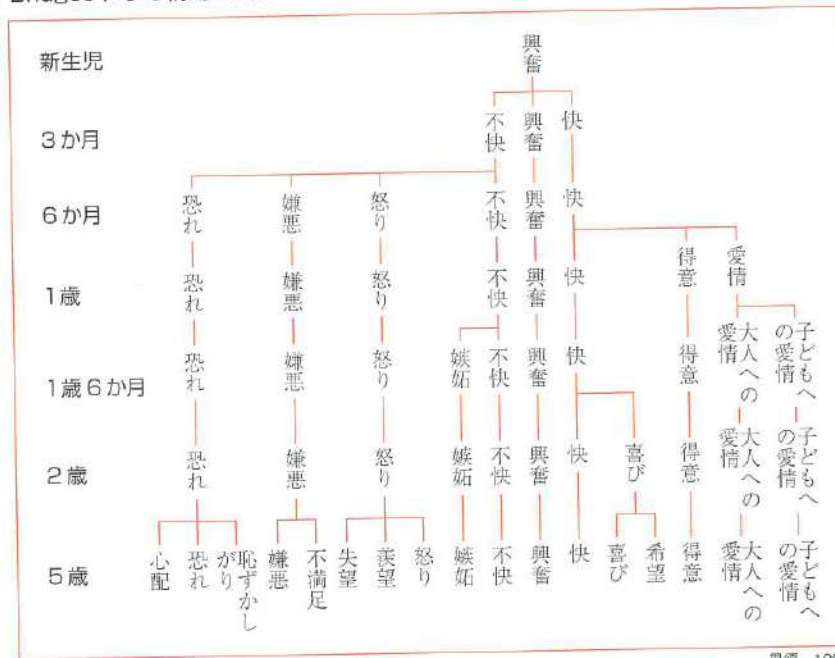 新生児
興奮
3か月
不快 興奮 快
6か月
恐れ 嫌悪 怒り 不快 興奮 快
1歳
恐れ 嫌悪 怒り 不快 興奮 快 得意 愛情
1歳6か月
恐れ 嫌悪 怒り 嫉妬 不快 興奮 快 得意 大人への愛情 子どもへの愛情
2歳
恐れ 嫌悪 怒り 嫉妬 不快 興奮 快 喜び 得意 大人への愛情 子どもへの愛情
5歳
心配 恐れ 恥ずかしがり 嫌悪 不満足 失望 羨望 怒り 嫉妬 不快 興奮 快 喜び 希望 得意 大人への愛情 子どもへの愛情